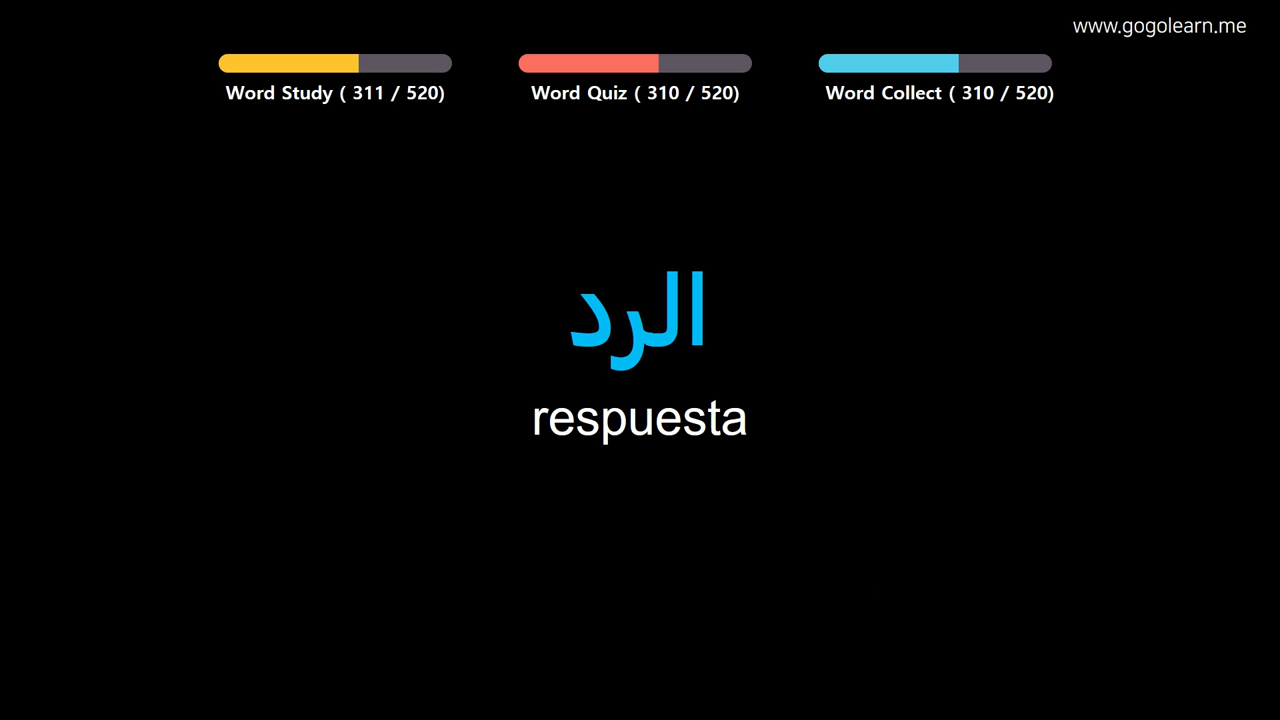 www.gogolearn.me
Word Study ( 311 / 520)
Word Quiz ( 310 / 520)
Word Collect ( 310 / 520)
الرد
respuesta